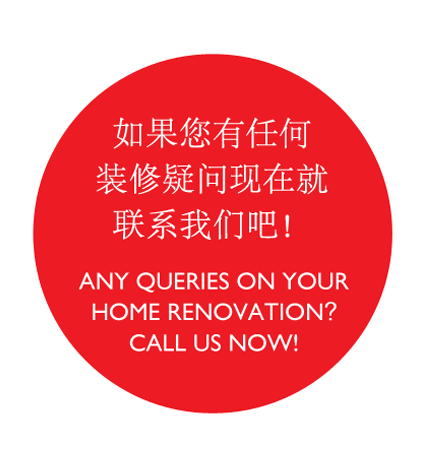 如果您有任何
装修疑问现在就
联系我们吧！
ANY QUERIES ON YOUR
HOME RENOVATION?
CALL US NOW!